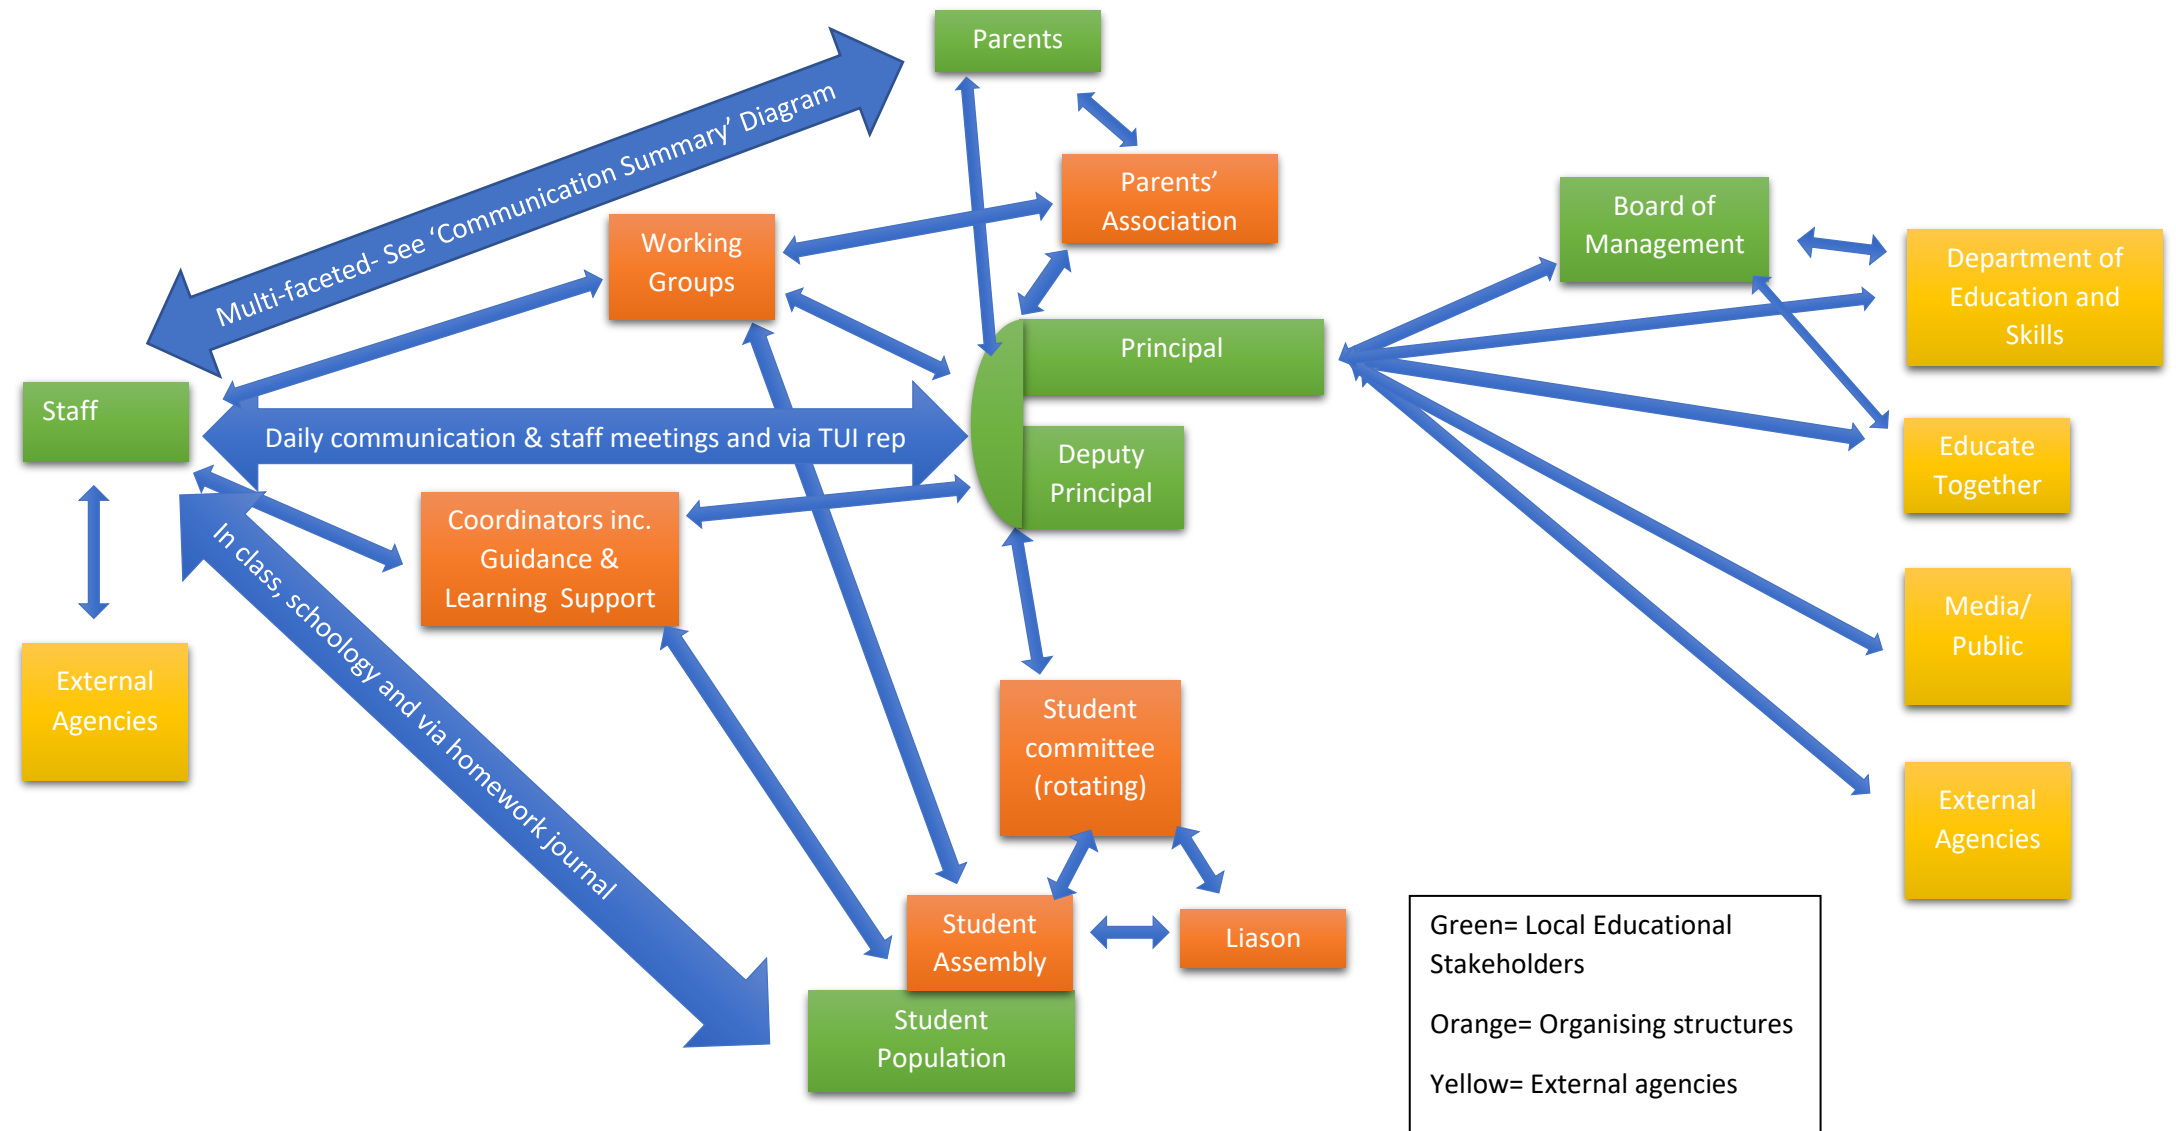 Parents
Multi-faceted- See ‘Communication Summary’ Diagram
Parents’
Association
Working
Groups
Board of
Management
Department of
Education and
Skills
Principal
Staff
Daily communication & staff meetings and via TUI rep
Deputy
Principal
Educate
Together
Coordinators inc.
Guidance &
Learning  Support
In class, schoology and via homework journal
External
Agencies
Media/
Public
Student
committee
(rotating)
External
Agencies
Student
Assembly
Liason
Student
Population
Green= Local Educational
Stakeholders
Orange= Organising structures
Yellow= External agencies